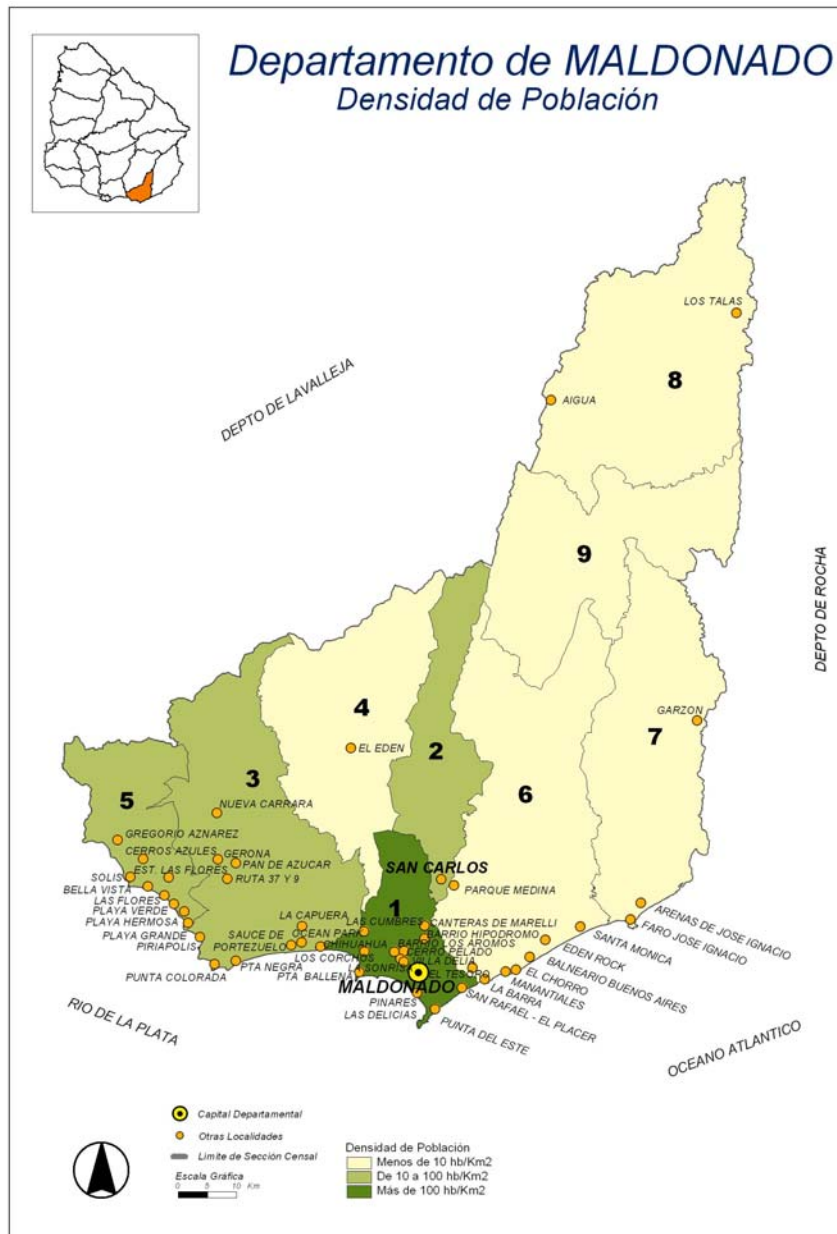 Departamento de MALDONADO
Densidad de Población
LOS TALAS
8
AIGUA
DEPTO DE LAVALLEJA
9
DEPTO DE ROCHA
4
GARZON
7
2
EL EDEN
3
6
5
NUEVA CARRARA
GREGORIO AZNAREZ
CERROS AZULES
GERONA
PAN DE AZUCAR
EST. LAS FLORES
SAN CARLOS
SOLIS
RUTA 37 Y 9
PARQUE MEDINA
BELLA VISTA
LAS FLORES
1
PLAYA VERDE
LA CAPUERA
LAS CUMBRES
CANTERAS DE MARELLI
ARENAS DE JOSE IGNACIO
PLAYA HERMOSA
FARO JOSE IGNACIO
PLAYA GRANDE
SAUCE DE
PORTEZUELO
OCEAN PARK
BARRIO HIPODROMO
SANTA MONICA
PIRIAPOLIS
CHIHUAHUA
BARRIO LOS AROMOS
EDEN ROCK
CERRO PELADO
LOS CORCHOS
VILLA DELIA
BALNEARIO BUENOS AIRES
PUNTA COLORADA
PTA NEGRA
LA SONRISA
EL CHORRO
PTA BALLENA
EL TESORO
MANANTIALES
MALDONADO
LA BARRA
PINARES
LAS DELICIAS
SAN RAFAEL - EL PLACER
PUNTA DEL ESTE
RIO DE LA PLATA
OCEANO ATLANTICO
Capital Departamental
Otras Localidades
Limite de Sección Censal
Escala Gráfica
0 5 10 Km
Densidad de Población
Menos de 10 hb/Km2
De 10 a 100 hb/Km2
Más de 100 hb/Km2